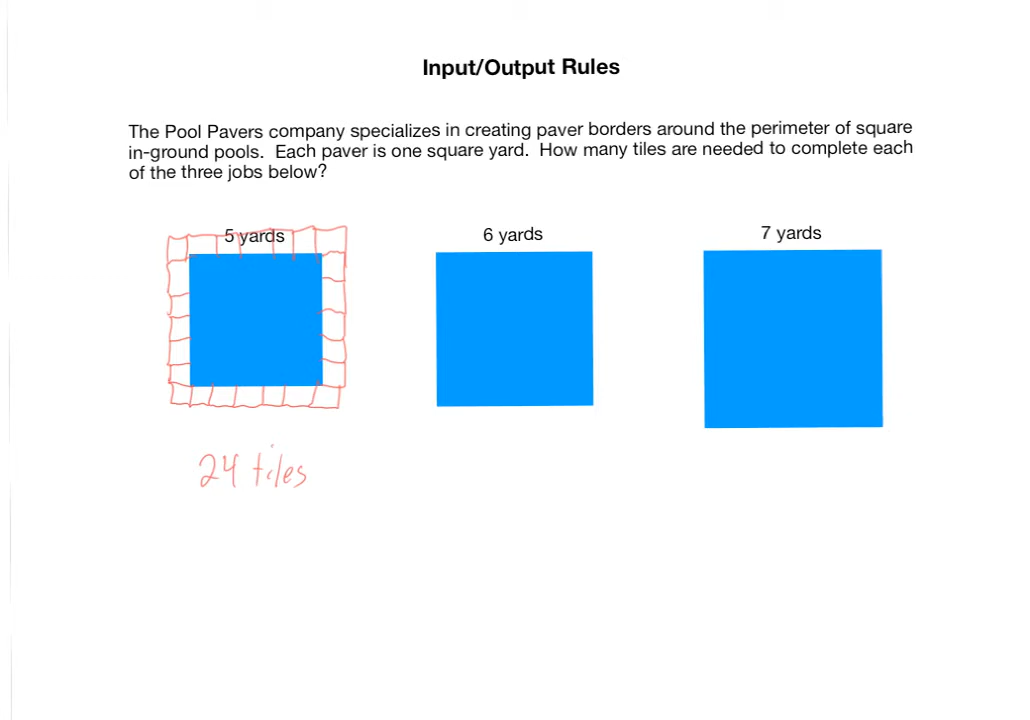 Input/Output Rules
The Pool Pavers company specializes in creating paver borders around the perimeter of square
in-ground pools. Each paver is one square yard. How many tiles are needed to complete each
of the three jobs below?
5 yards
6 yards
7 yards
24 tiles